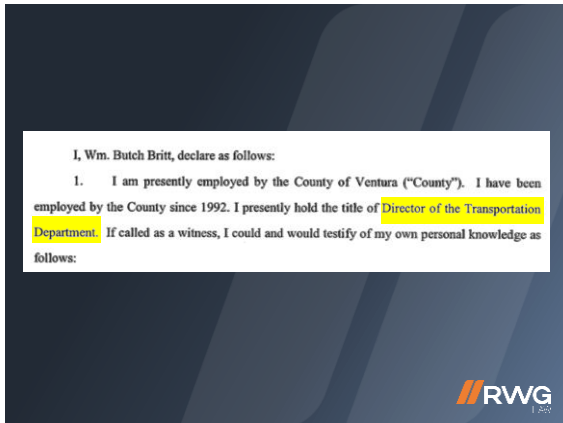 I, Wm. Butch Britt, declare as follows:
1. I am presently employed by the County of Ventura ("County"). I have been
employed by the County since 1992. I presently hold the title of Director of the Transportation
Department. If called as a witness, I could and would testify of my own personal knowledge as
follows:
RWG
LAW